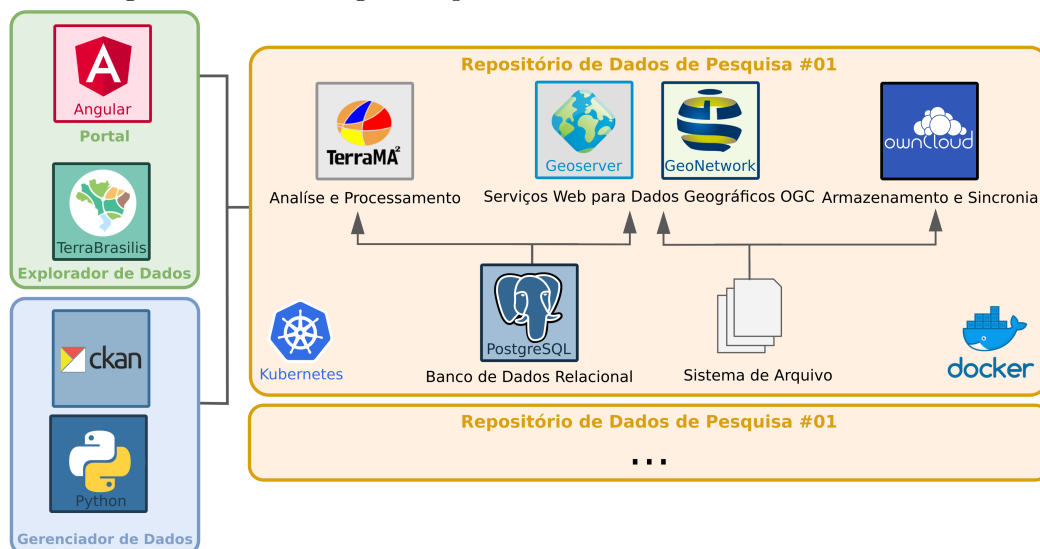 Angular
Portal
TerraBrasilis
Explorador de Dados
ckan
Python
Gerenciador de Dados
Repositório de Dados de Pesquisa #01
TerraMA²
Geoserver
GeoNetwork
ownCloud
Analíse e Processamento
Serviços Web para Dados Geográficos OGC
Armazenamento e Sincronia
PostgreSQL
Kubernetes
docker
Banco de Dados Relacional
Sistema de Arquivo
Repositório de Dados de Pesquisa #01
...